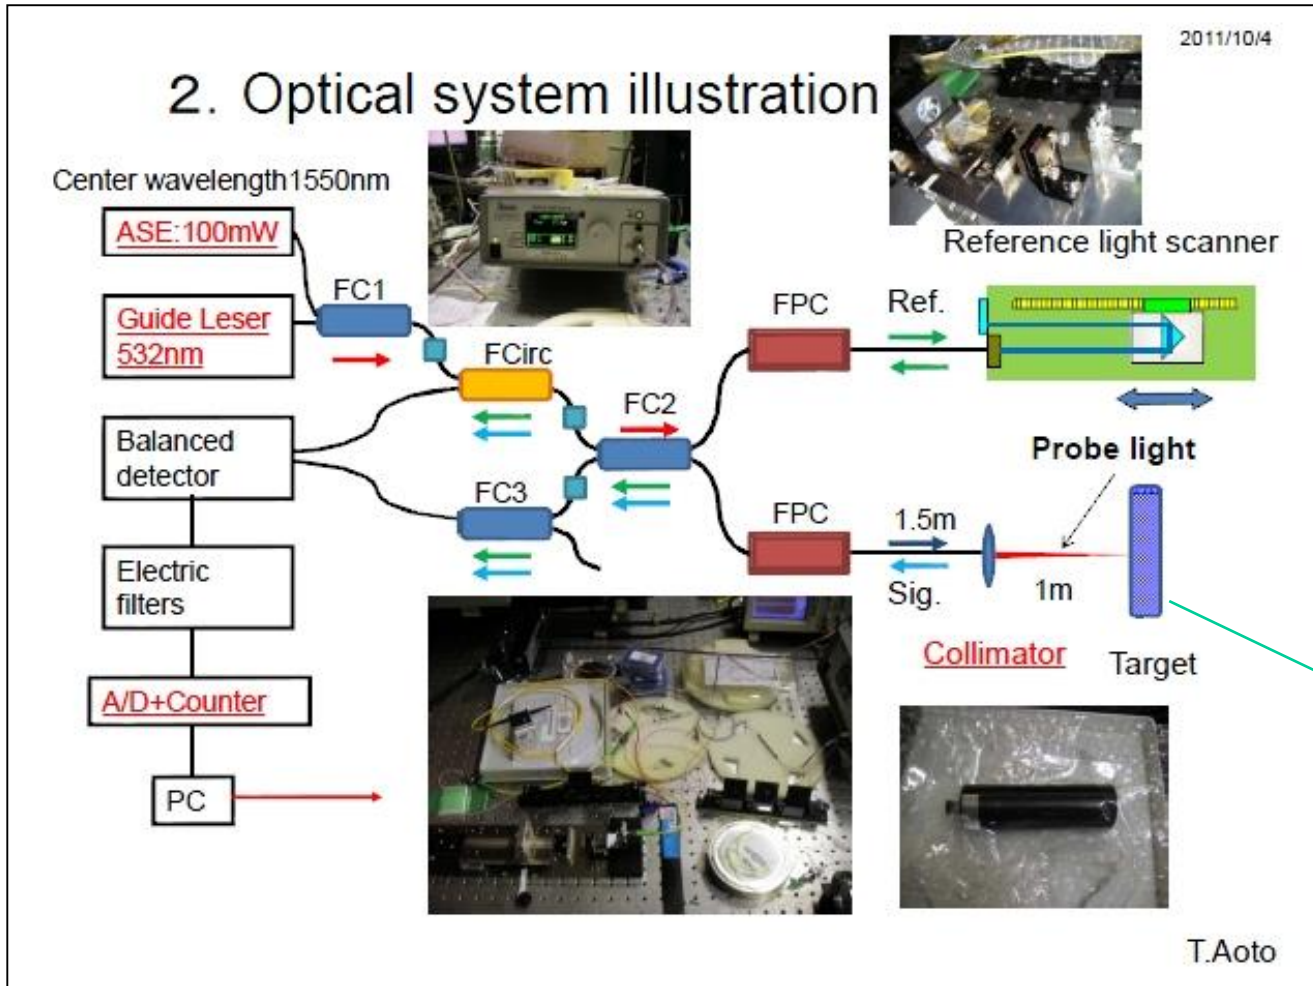 2011/10/4
2. Optical system illustration
Center wavelength1550nm
ASE:100mW
Reference light scanner
FC1
FPC
Ref.
Guide Leser
532nm
FCirc
FC2
Balanced
detector
Probe light
FC3
FPC
1.5m
Electric
filters
Sig.
1m
Collimator
Target
A/D+Counter
PC
T.Aoto